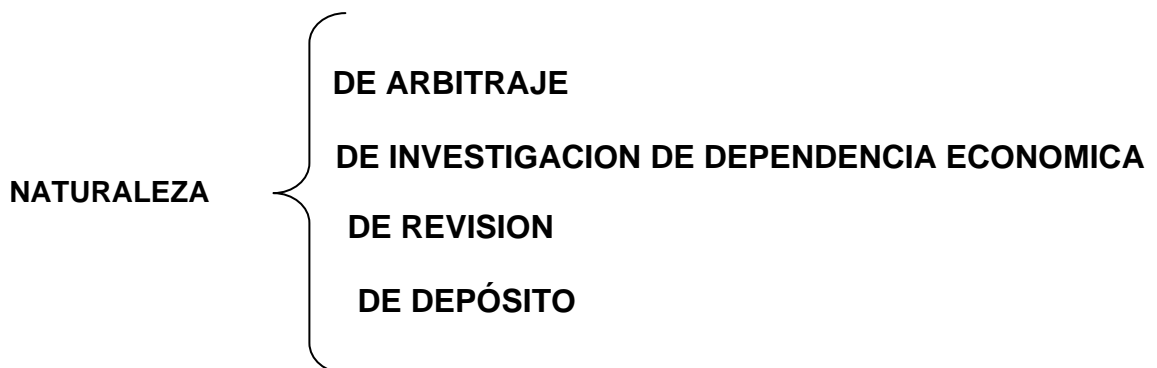 DE ARBITRAJE
DE INVESTIGACION DE DEPENDENCIA ECONOMICA
NATURALEZA
DE REVISION
DE DEPÓSITO